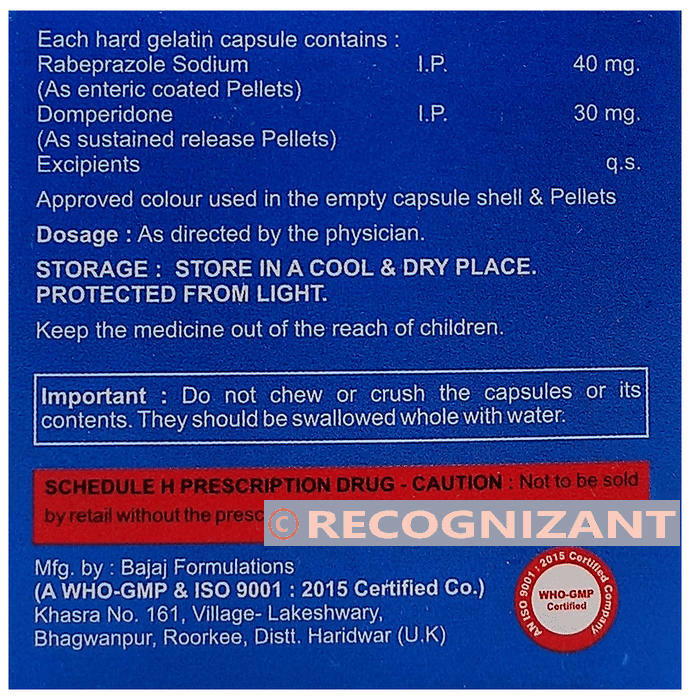 Each hard gelatin capsule contains :
Rabeprazole Sodium I.P. 40 mg.
(As enteric coated Pellets)
Domperidone I.P. 30 mg.
(As sustained release Pellets)
Excipients q.s.
Approved colour used in the empty capsule shell & Pellets
Dosage : As directed by the physician.
STORAGE : STORE IN A COOL & DRY PLACE.
PROTECTED FROM LIGHT.
Keep the medicine out of the reach of children.
Important : Do not chew or crush the capsules or its
contents. They should be swallowed whole with water.
SCHEDULE H PRESCRIPTION DRUG - CAUTION : Not to be sold
by retail without the
© RECOGNIZANT
Mfg. by : Bajaj Formulations
(A WHO-GMP & ISO 9001 : 2015 Certified Co.)
Khasra No. 161, Village- Lakeshwary,
Bhagwanpur, Roorkee, Distt. Haridwar (U.K)
AN ISO 9001 : 2015 Certified Company
WHO-GMP
Certified